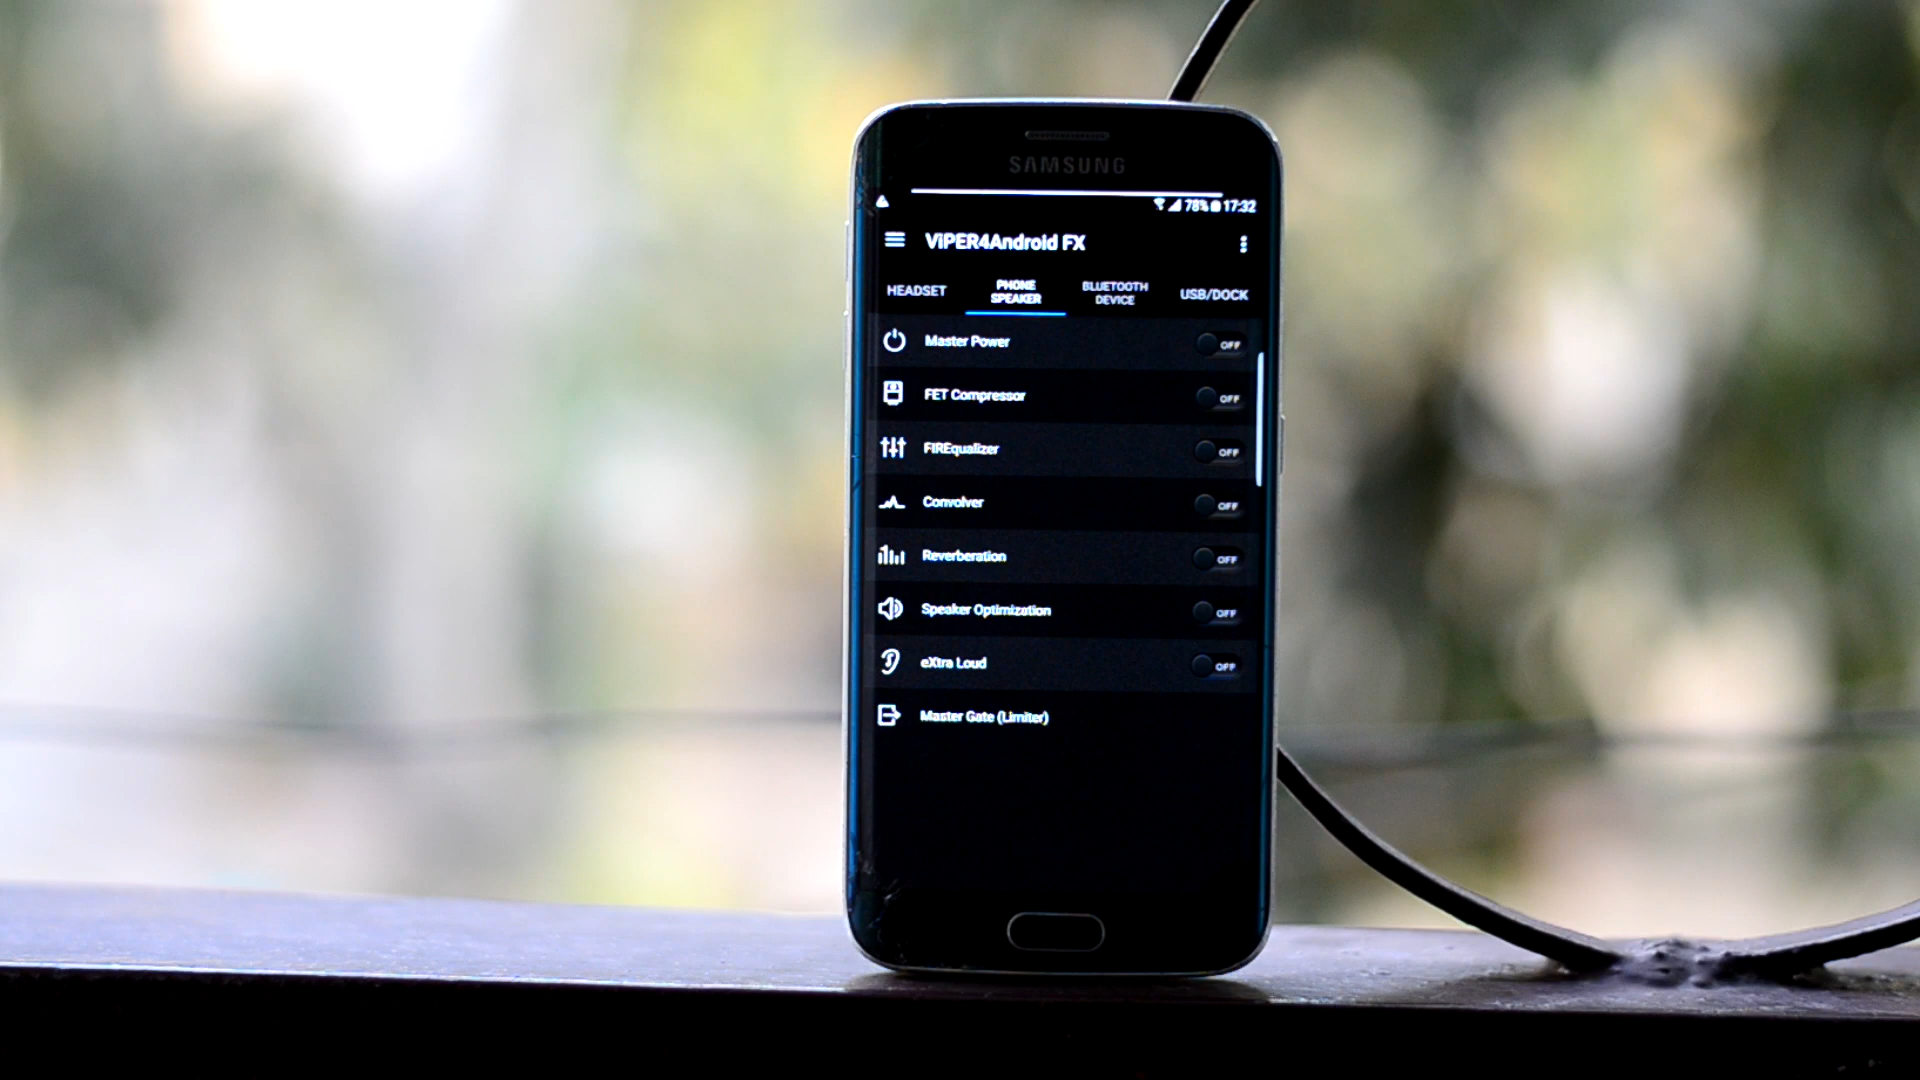 SAMSUNG
78% 17:32
ViPER4Android FX
HEADSET
PHONE
SPEAKER
BLUETOOTH
DEVICE
USB/DOCK
Master Power OFF
FET Compressor OFF
FIREqualizer OFF
Convolver OFF
Reverberation OFF
Speaker Optimization OFF
eXtra Loud OFF
Master Gate (Limiter)